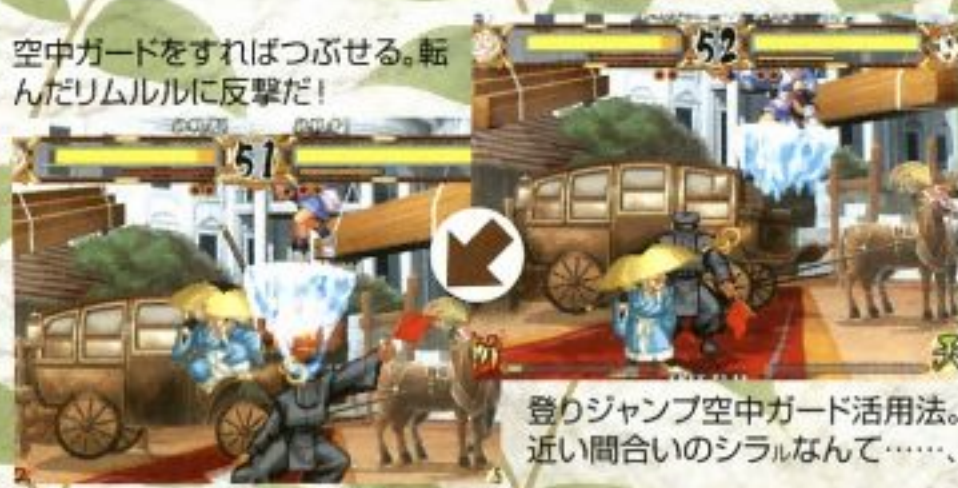 登りジャンプ空中ガード活用法。
近い間合いのシラルなんて……、
空中ガードをすればつぶせる。転
んだリムルルに反撃だ!
52
51